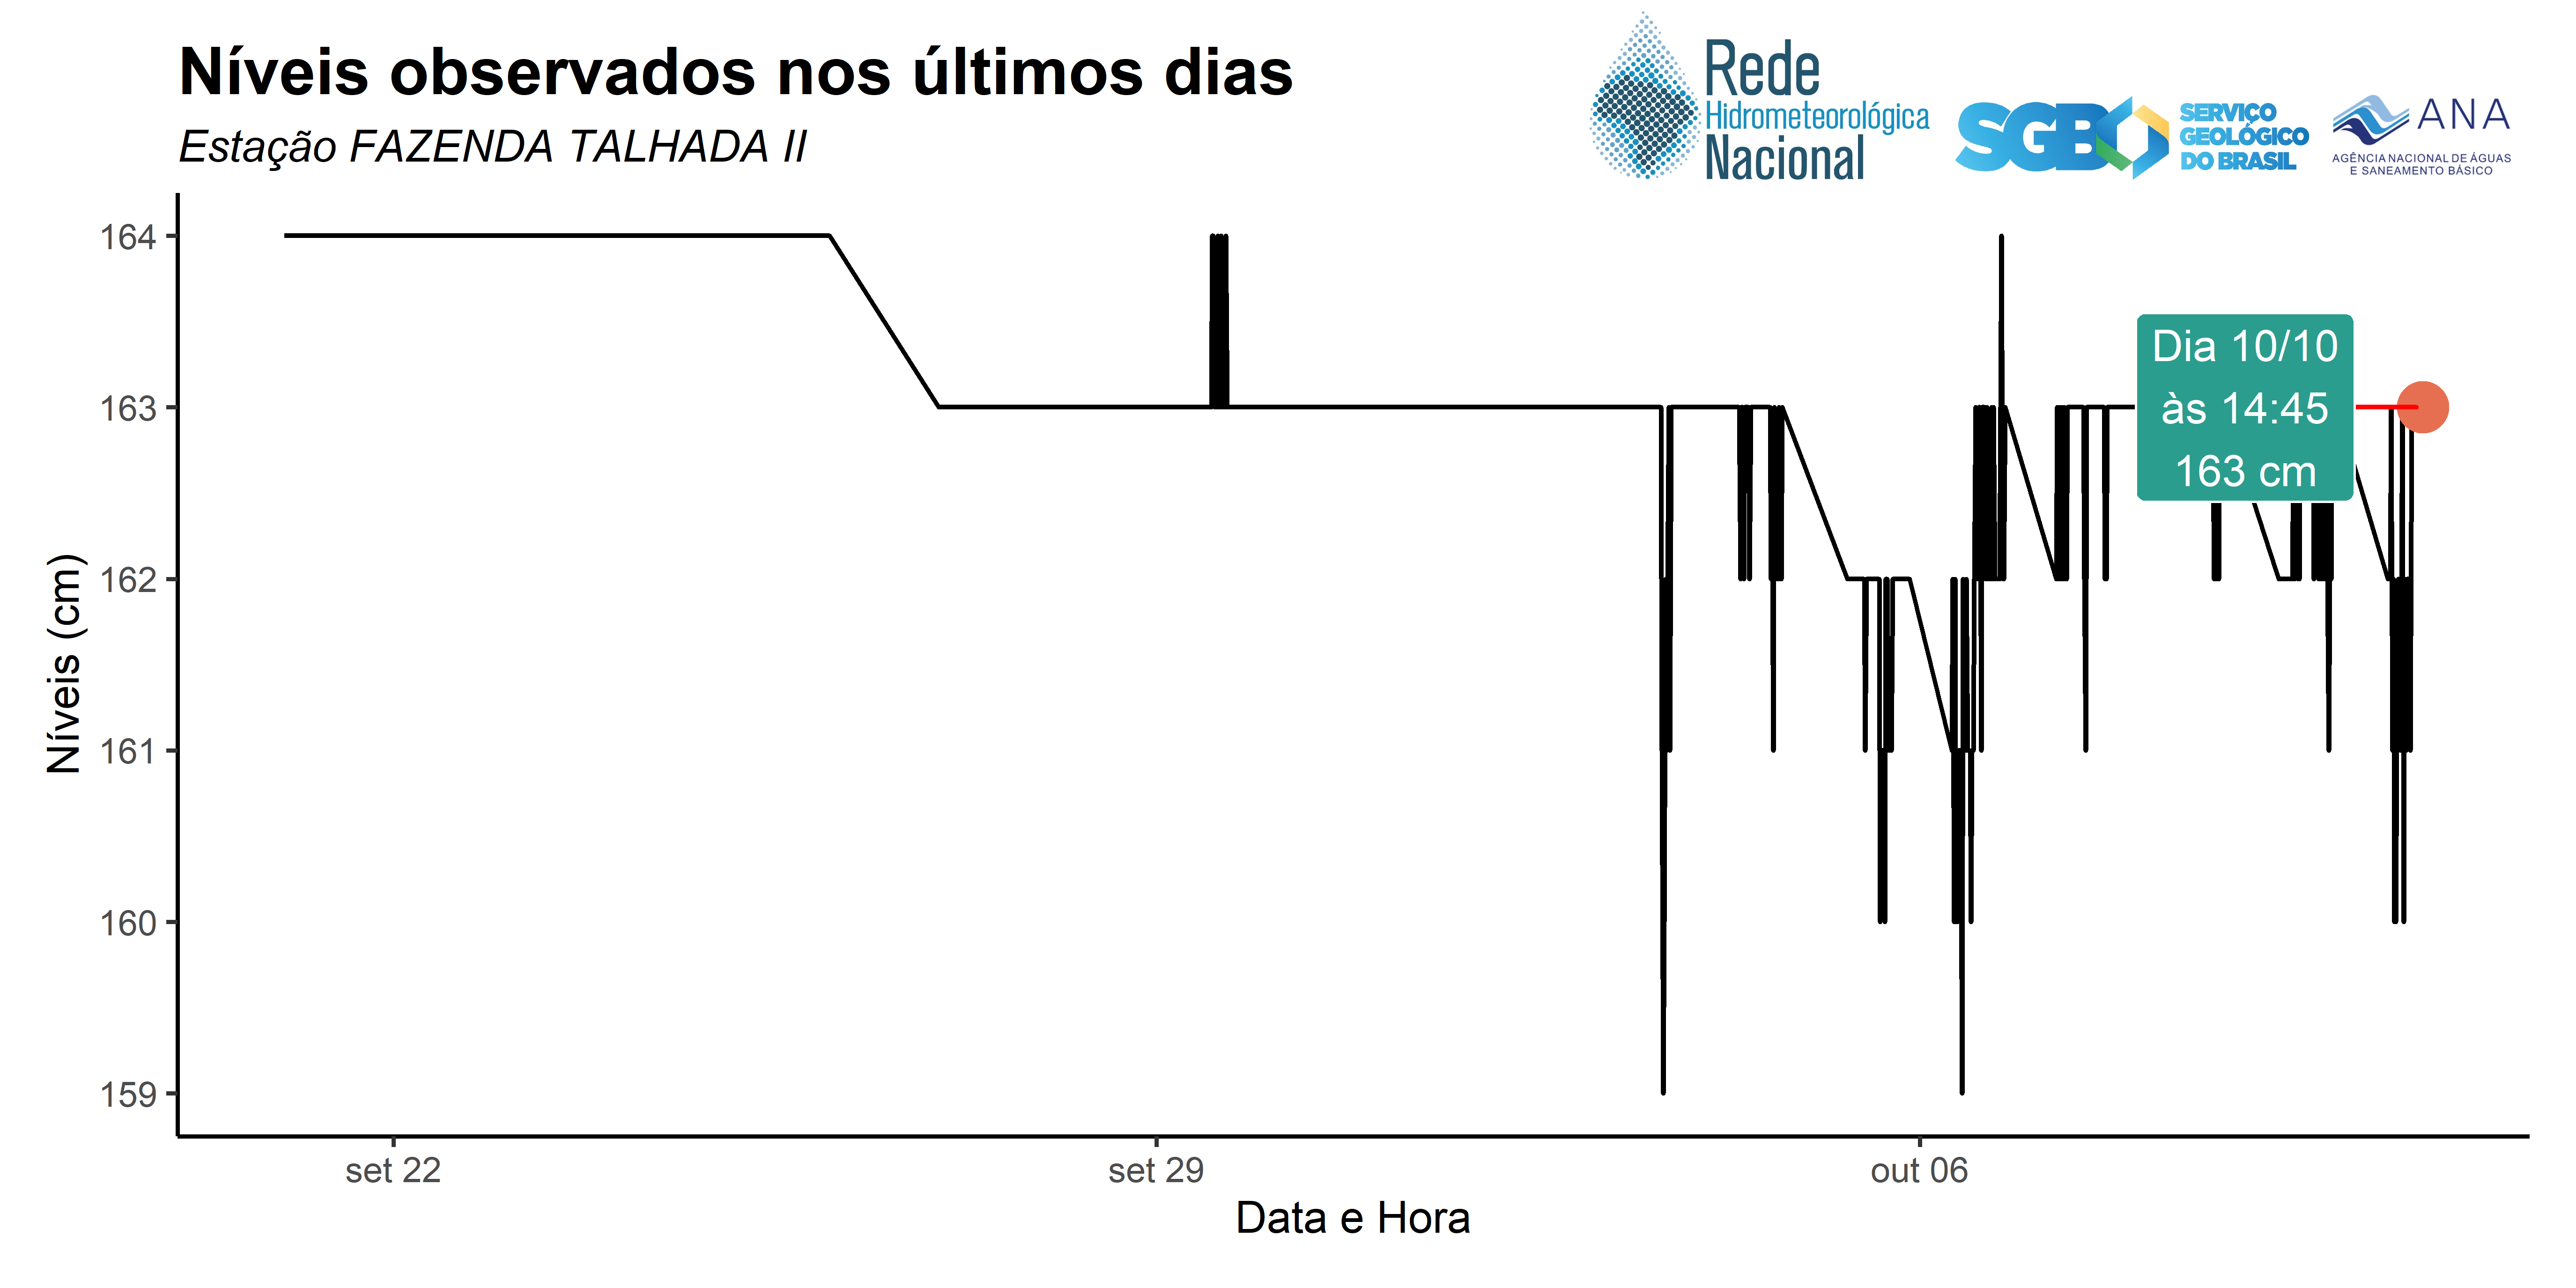 Níveis observados nos últimos dias
Estação FAZENDA TALHADA II
Rede
Hidrometeorológica
Nacional
SGB
SERVIÇO
GEOLÓGICO
DO BRASIL
ANA
AGÊNCIA NACIONAL DE ÁGUAS
E SANEAMENTO BÁSICO
164
163
162
161
160
159
Níveis (cm)
Dia 10/10
às 14:45
163 cm
set 22
set 29
out 06
Data e Hora